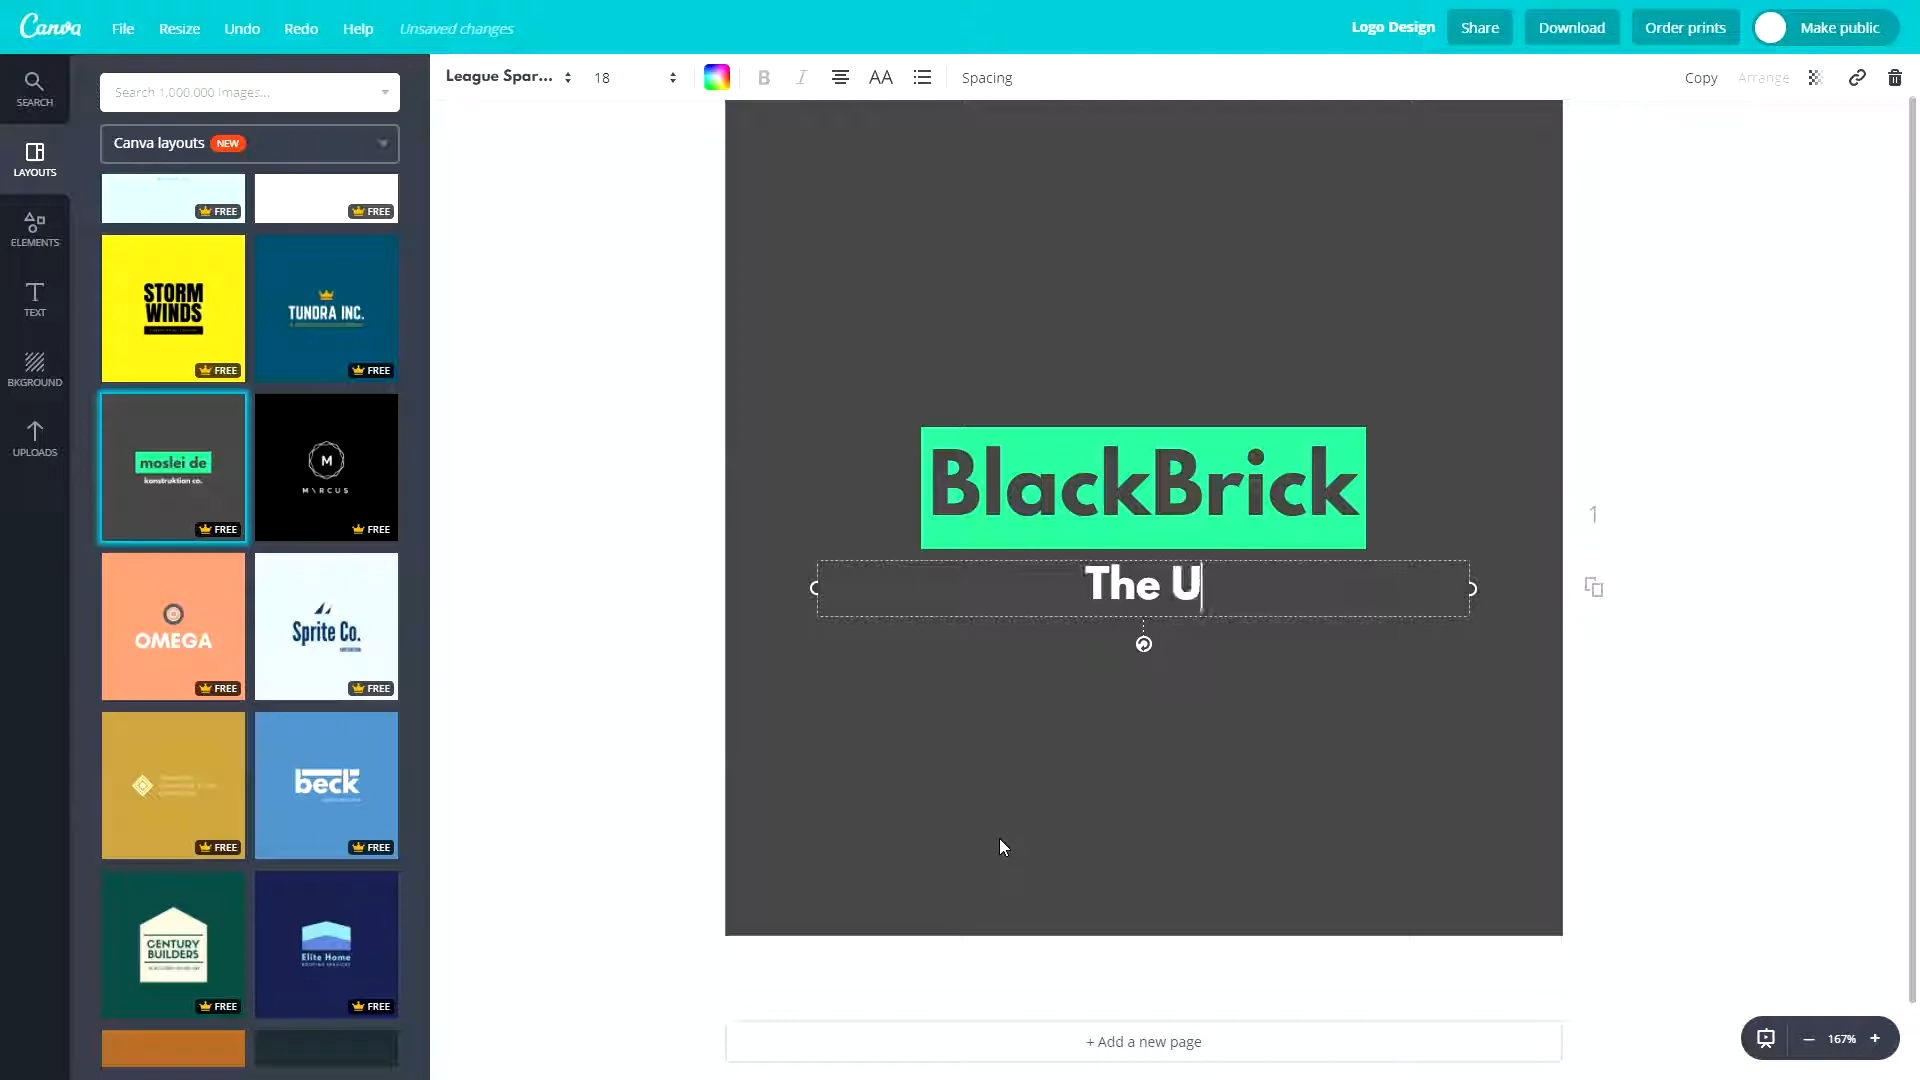 Canva File Resize Undo Redo Help Unsaved changes Logo Design Share Download Order prints Make public
SEARCH
LAYOUTS
ELEMENTS
TEXT
BKGROUND
UPLOADS
Search 1,000,000 images...
Canva layouts NEW
FREE FREE
STORM
WINDS
FREE
TUNDRA INC.
FREE
moslei de
konstruktion co.
FREE
M
M\RCUS
FREE
OMEGA
FREE
Sprite Co.
FREE
FREE
beck
FREE
CENTURY
BUILDERS
FREE
Elite Home
ROOFING SERVICES
FREE
League Spar... 18 B I AA Spacing Copy Arrange
BlackBrick
The U
1
+ Add a new page
167%